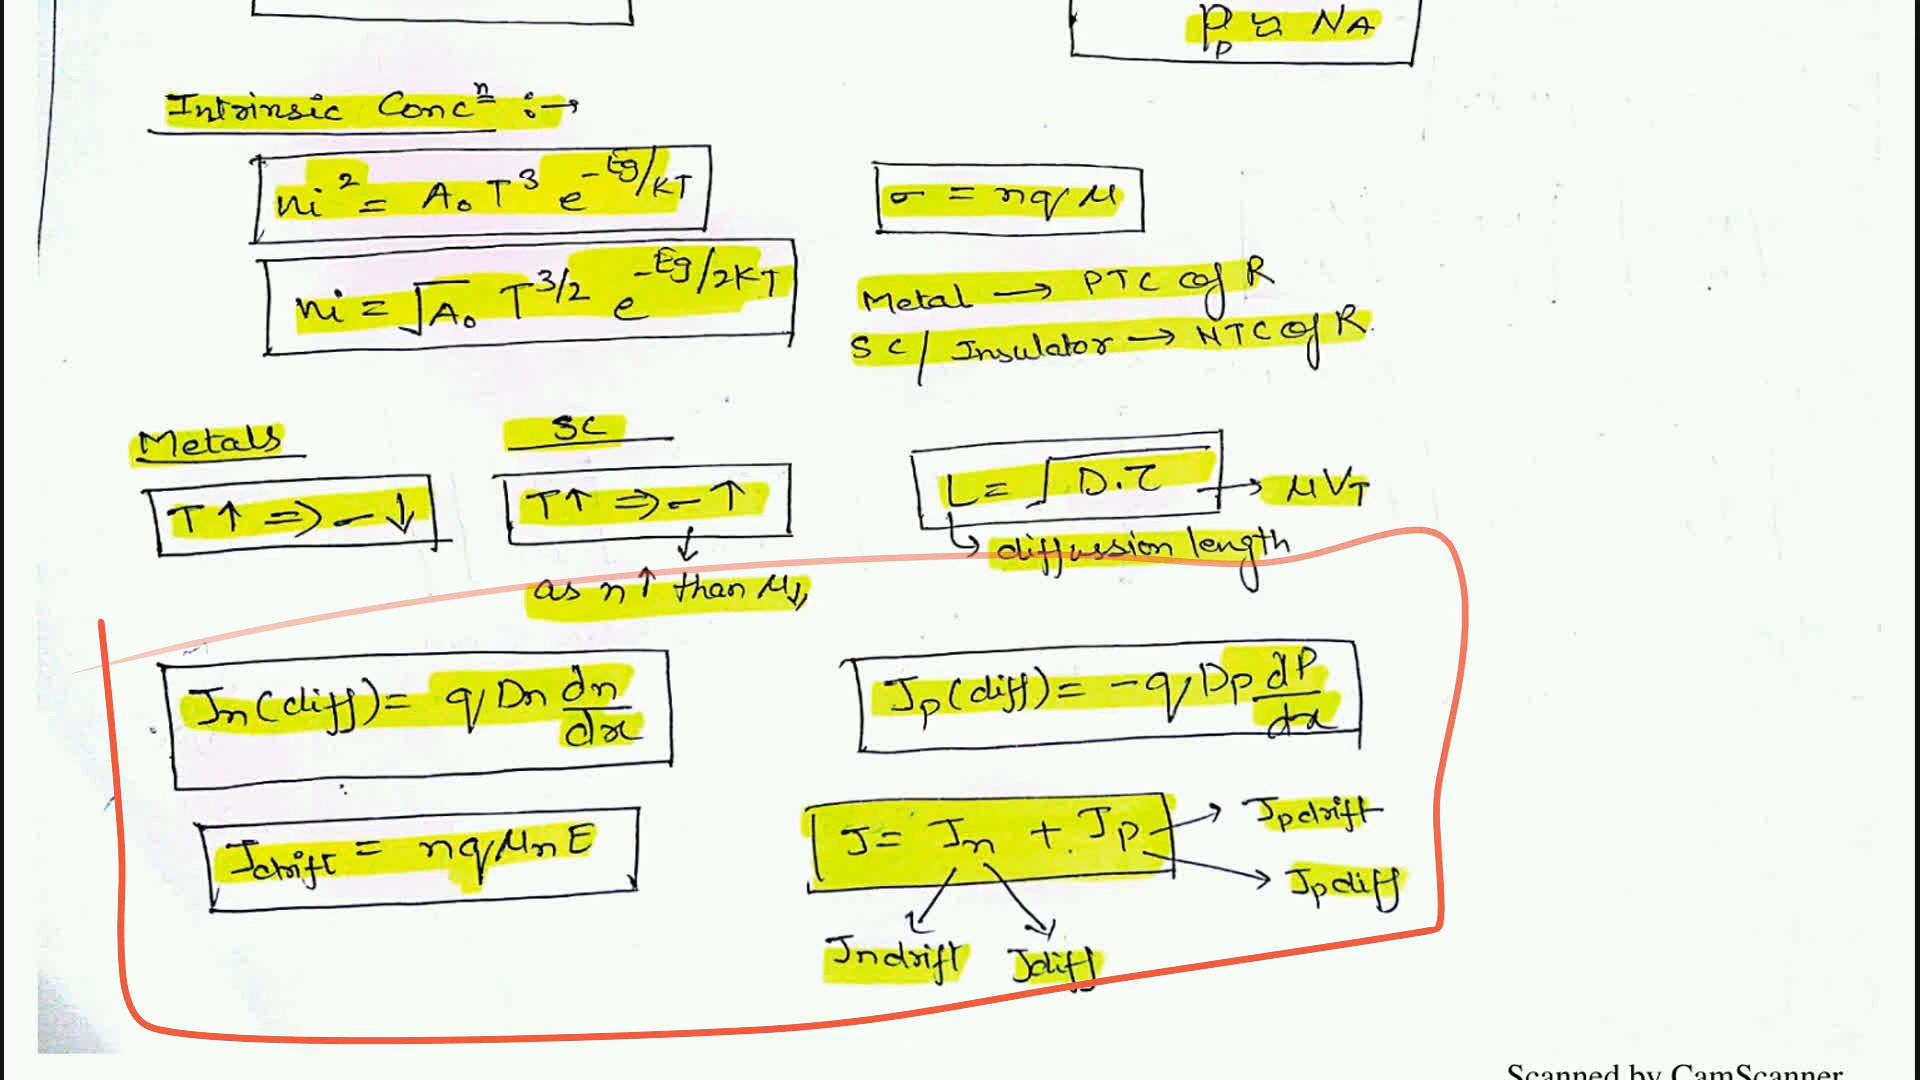 Pp ≈ NA
Intrinsic Concⁿ :→
ni² = A₀ T³ e^-Eg/KT
σ = nqμ
ni = √A₀ T^3/2 e^-Eg/2KT
Metal → PTC of R
SC/Insulator → NTC of R.
Metals
SC
T↑ ⇒ σ ↓
T↑ ⇒ σ ↑
L = √D.τ → μVT
↳ diffussion length
as n↑ than μ↓,
Jn(diff) = qDn dn/dx
Jp(diff) = -qDp dP/dx
Jdrift = nqμnE
J = Jn + Jp
Jpdrift
Jpdiff
Jndrift Jdiff
Scanned by CamScanner